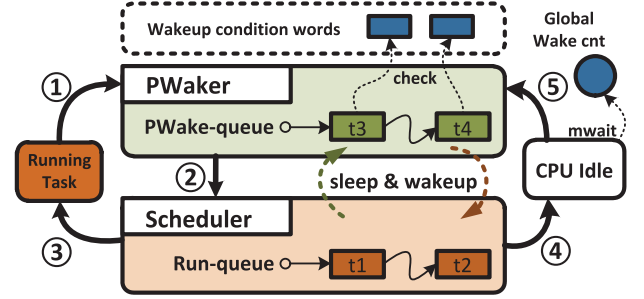 Wakeup condition words
Global
Wake cnt
①
PWaker
check
⑤
PWake-queue
t3
t4
mwait
Running
Task
②
sleep & wakeup
CPU Idle
Scheduler
③
④
Run-queue
t1
t2